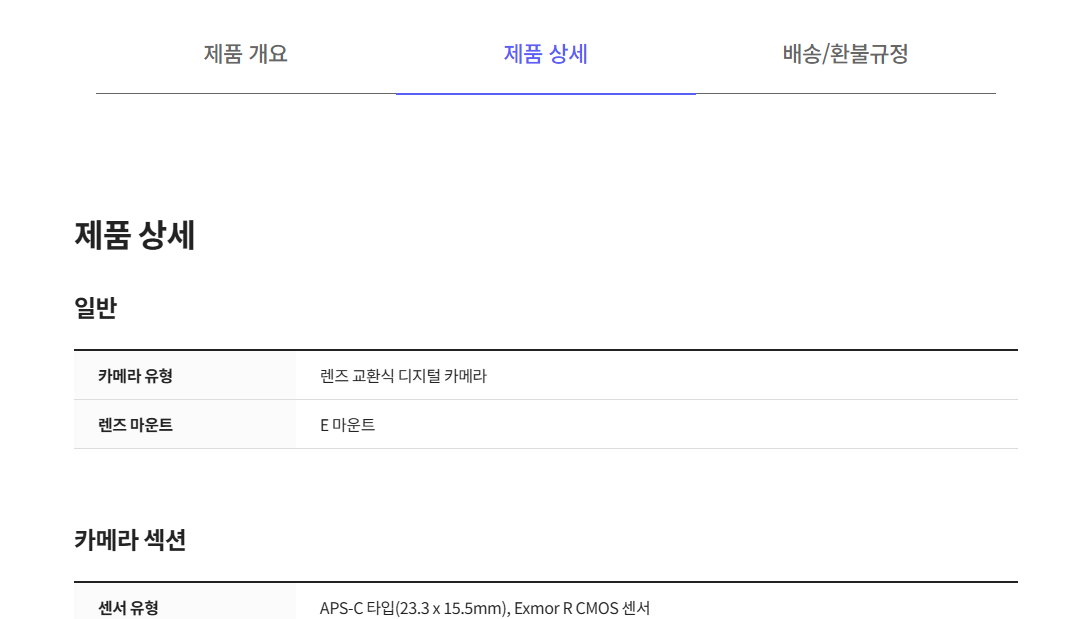 제품 개요
제품 상세
배송/환불규정
제품 상세
일반
카메라 유형 렌즈 교환식 디지털 카메라
렌즈 마운트 E 마운트
카메라 섹션
센서 유형 APS-C 타입(23.3 x 15.5mm), Exmor R CMOS 센서